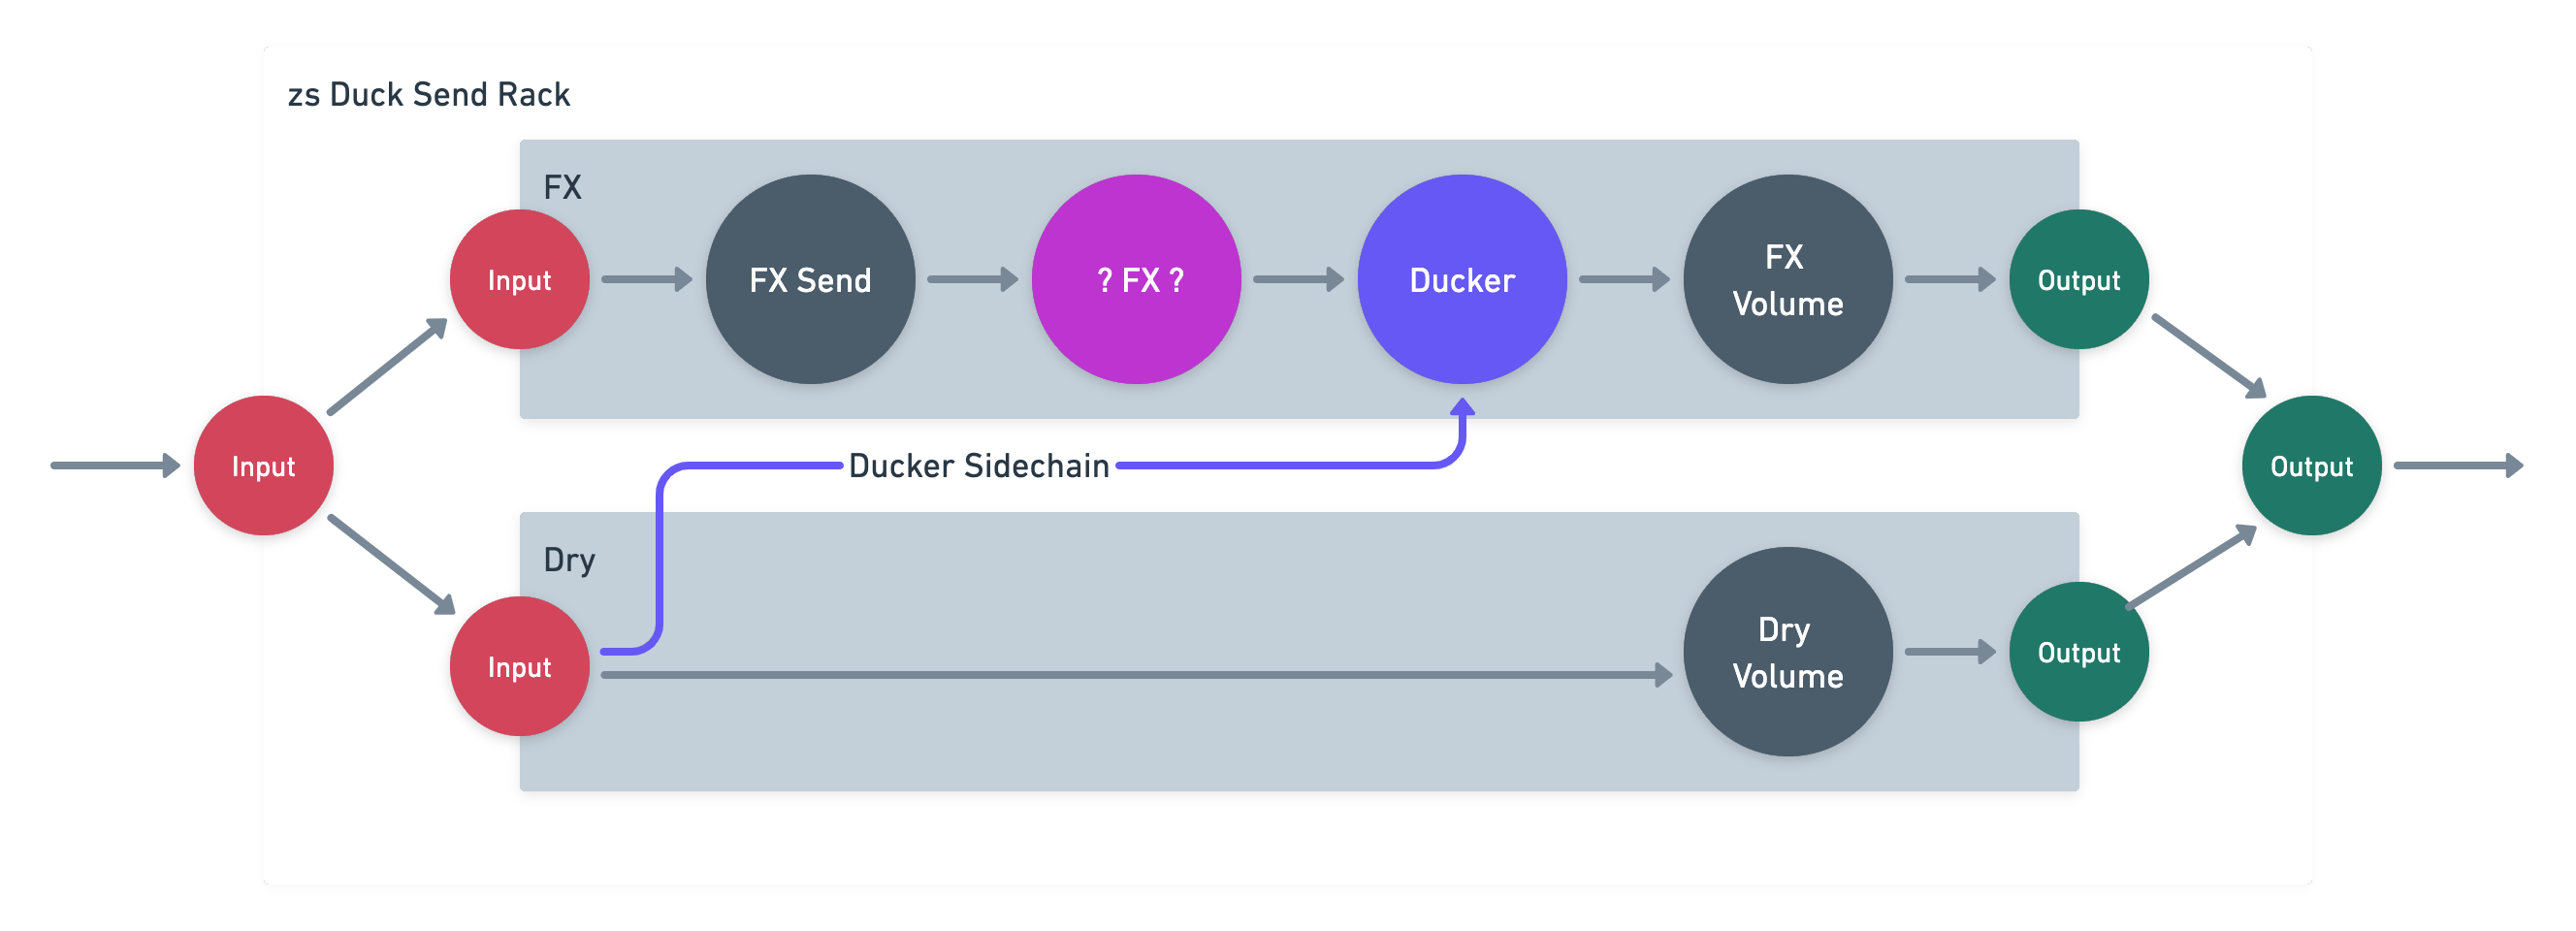 zs Duck Send Rack
FX
Input
FX Send
? FX ?
Ducker
FX
Volume
Output
Input
Ducker Sidechain
Output
Dry
Input
Dry
Volume
Output